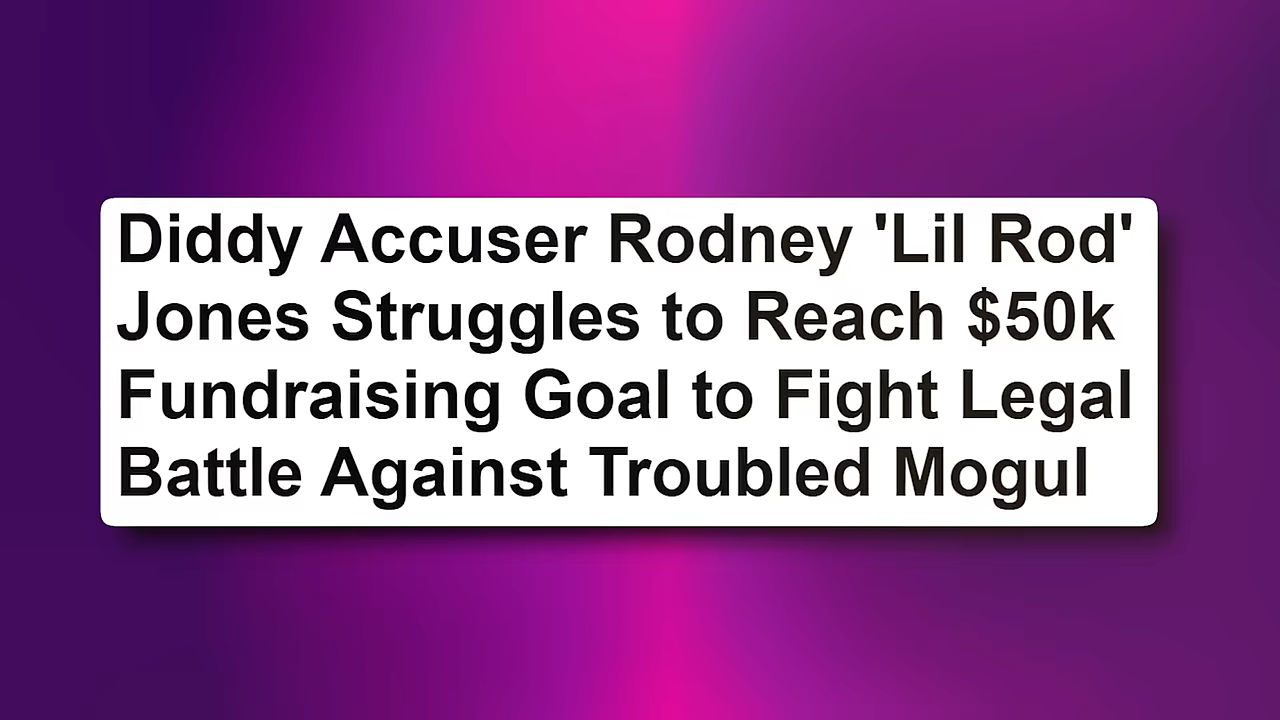 Diddy Accuser Rodney 'Lil Rod'
Jones Struggles to Reach $50k
Fundraising Goal to Fight Legal
Battle Against Troubled Mogul